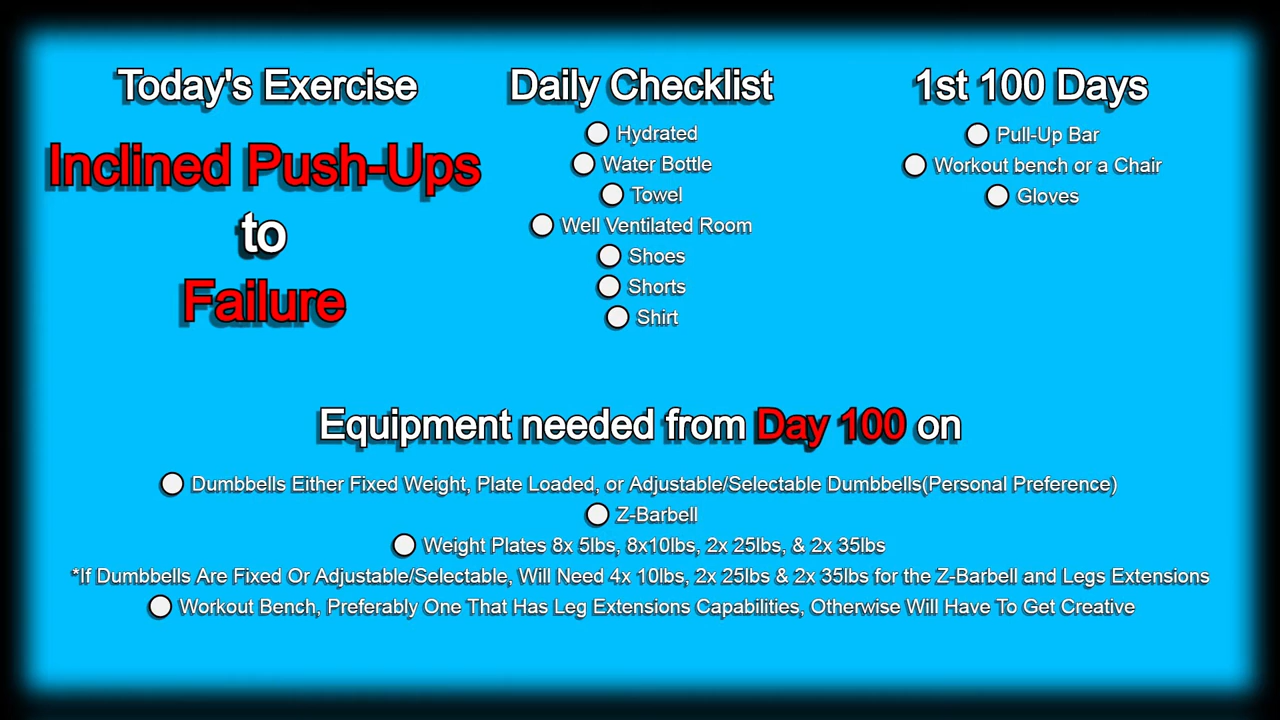 Today's Exercise
Inclined Push-Ups
to
Failure
Daily Checklist
Hydrated
Water Bottle
Towel
Well Ventilated Room
Shoes
Shorts
Shirt
1st 100 Days
Pull-Up Bar
Workout bench or a Chair
Gloves
Equipment needed from Day 100 on
Dumbbells Either Fixed Weight, Plate Loaded, or Adjustable/Selectable Dumbbells(Personal Preference)
Z-Barbell
Weight Plates 8x 5lbs, 8x10lbs, 2x 25lbs, & 2x 35lbs
*If Dumbbells Are Fixed Or Adjustable/Selectable, Will Need 4x 10lbs, 2x 25lbs & 2x 35lbs for the Z-Barbell and Legs Extensions
Workout Bench, Preferably One That Has Leg Extensions Capabilities, Otherwise Will Have To Get Creative